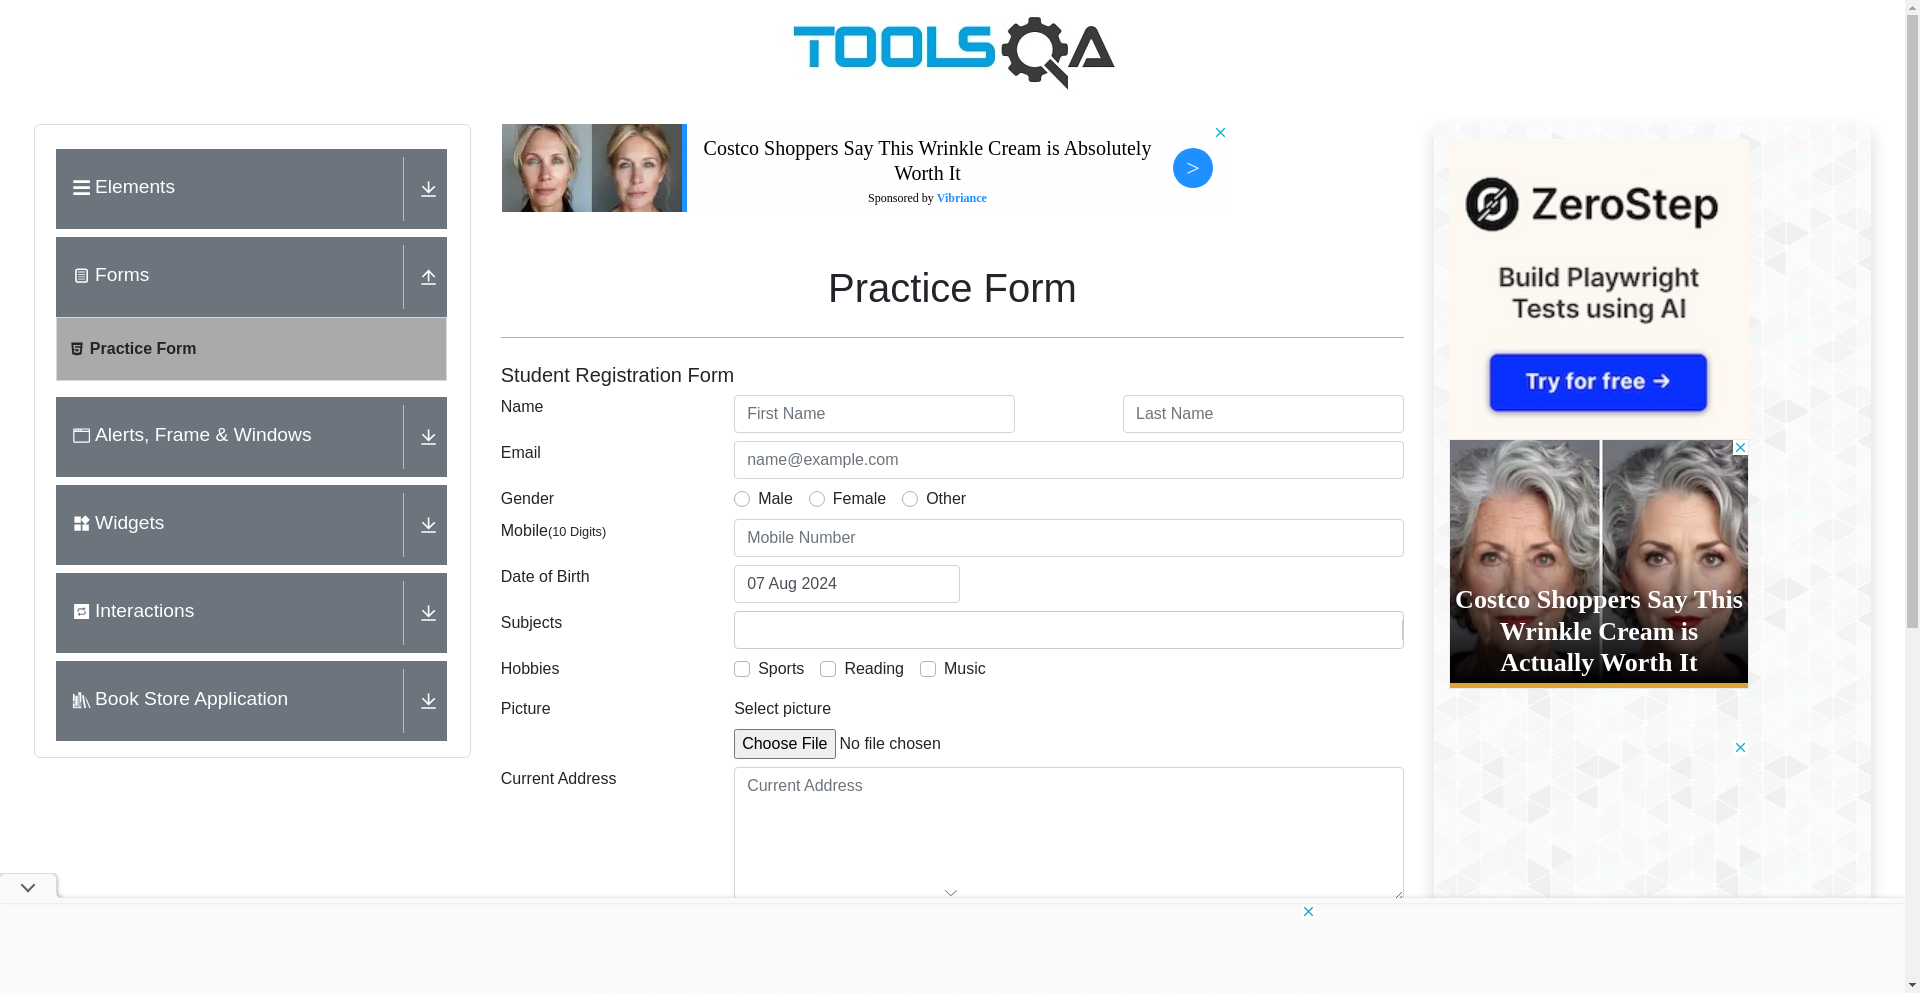 TOOLSQA
Elements
Forms
Practice Form
Alerts, Frame & Windows
Widgets
Interactions
Book Store Application
Costco Shoppers Say This Wrinkle Cream is Absolutely
Worth It
Sponsored by Vibriance
>
Practice Form
Student Registration Form
Name
First Name
Last Name
Email
name@example.com
Gender
Male
Female
Other
Mobile(10 Digits)
Mobile Number
Date of Birth
07 Aug 2024
Subjects
Hobbies
Sports
Reading
Music
Picture
Select picture
Choose File No file chosen
Current Address
Current Address
ZeroStep
Build Playwright
Tests using AI
Try for free →
Costco Shoppers Say This
Wrinkle Cream is
Actually Worth It